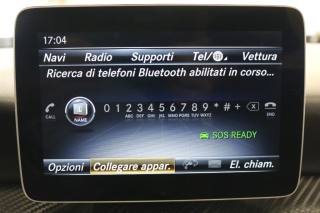 17:04
Navi Radio Supporti Tel/ Vettura
Ricerca di telefoni Bluetooth abilitati in corso...
CALL NAME 0 1 2 3 4 5 6 7 8 9 * # + END
ABC DEF GHI JKL MNO PQRS TUV WXYZ
SOS READY
Opzioni Collegare appar. El. chiam.